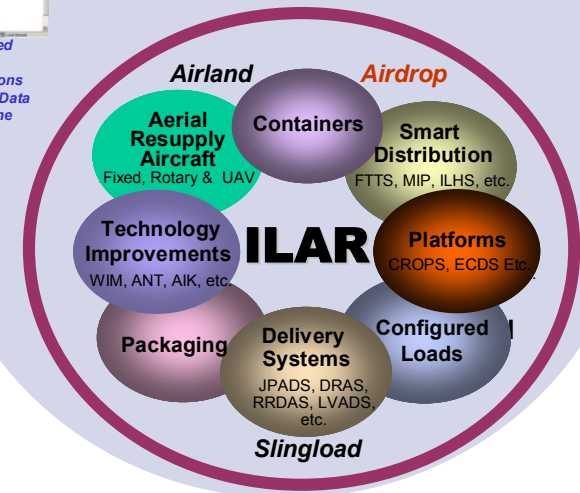 ed
ions
Data
ne
Airland
Airdrop
Containers
Aerial
Resupply
Aircraft
Fixed, Rotary & UAV
Smart
Distribution
FTTS, MIP, ILHS, etc.
Technology
Improvements
WIM, ANT, AIK, etc.
ILAR
Platforms
CROPS, ECDS Etc..
Packaging
Delivery
Systems
JPADS, DRAS,
RRDAS, LVADS,
etc.
Configured
Loads
Slingload